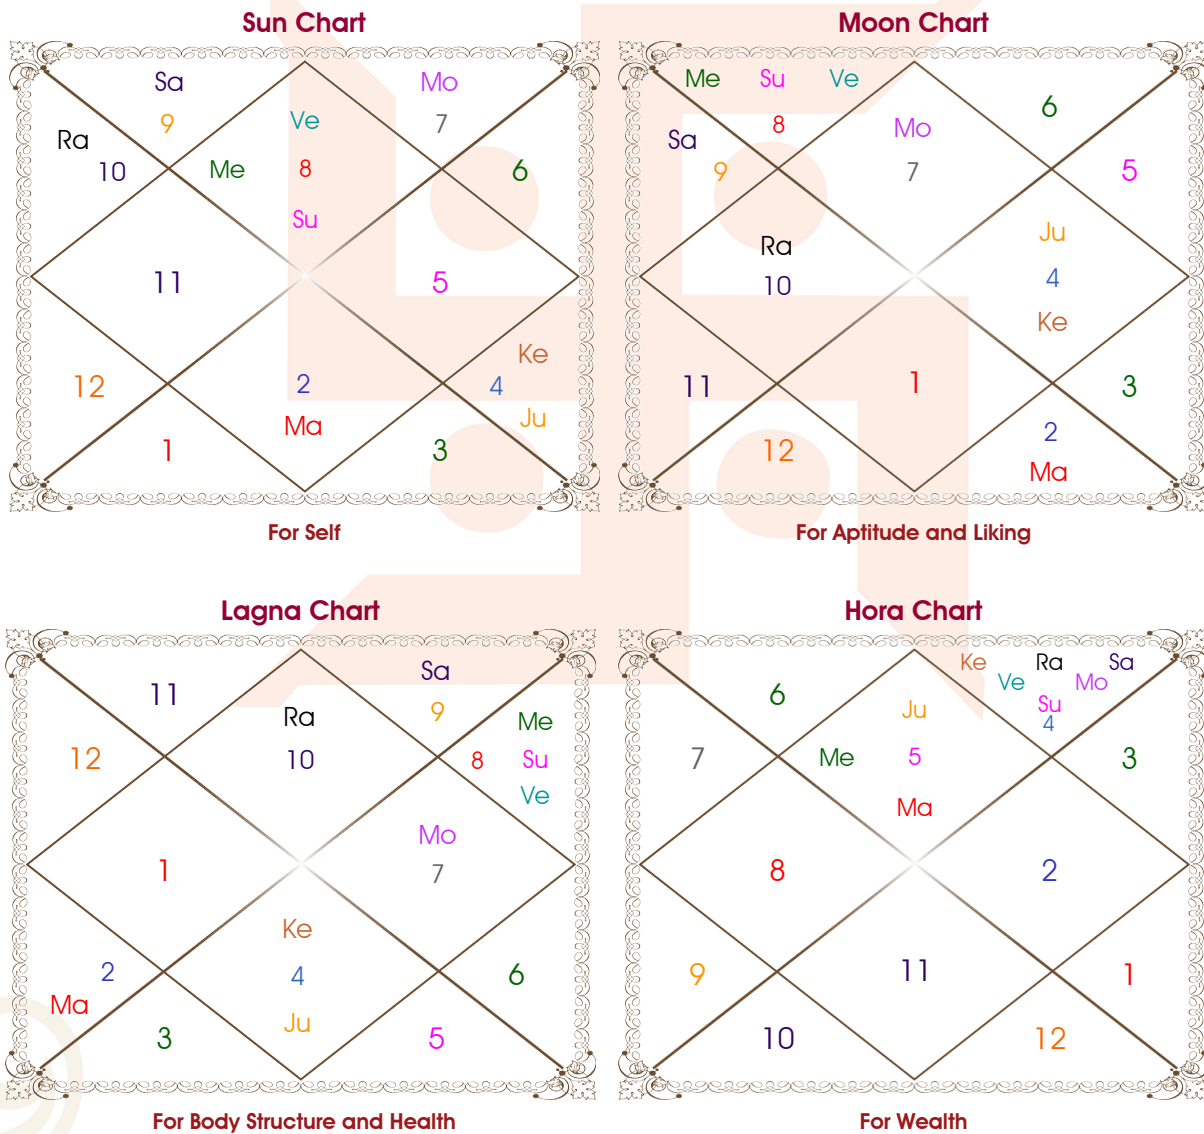 Sun Chart
Sa
Mo
9
Ve
7
Ra
10
Me
8
6
Su
11
5
Ke
12
2
4
Ma
Ju
1
3
For Self
Moon Chart
Me Su Ve
6
8
Mo
Sa
9
7
5
Ju
Ra
10
4
Ke
11
1
3
2
12
Ma
For Aptitude and Liking
Lagna Chart
Sa
11
Ra
9
Me
12
10
8
Su
Ve
Mo
1
7
Ke
2
4
6
Ma
Ju
3
5
For Body Structure and Health
Hora Chart
Ke Ra Sa
Ve Mo
6
Ju
Su
4
7
Me
5
3
Ma
8
2
9
11
1
10
12
For Wealth